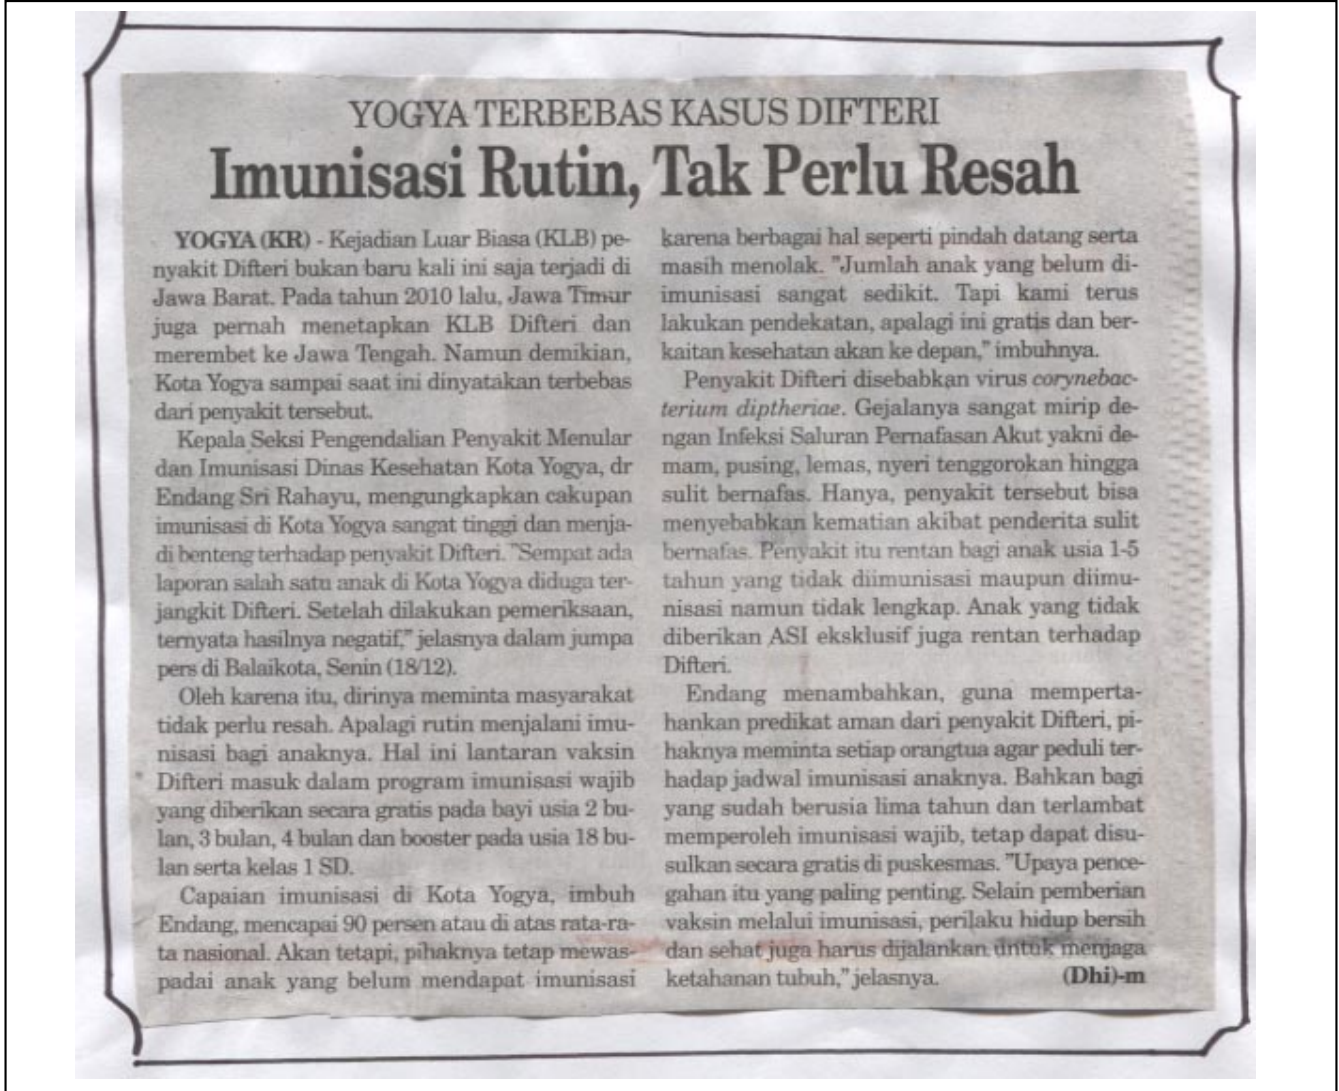 YOGYA TERBEBAS KASUS DIFTERI
Imunisasi Rutin, Tak Perlu Resah
YOGYA (KR) - Kejadian Luar Biasa (KLB) pe-
nyakit Difteri bukan baru kali ini saja terjadi di
Jawa Barat. Pada tahun 2010 lalu, Jawa Timur
juga pernah menetapkan KLB Difteri dan
merembet ke Jawa Tengah. Namun demikian,
Kota Yogya sampai saat ini dinyatakan terbebas
dari penyakit tersebut.
Kepala Seksi Pengendalian Penyakit Menular
dan Imunisasi Dinas Kesehatan Kota Yogya, dr
Endang Sri Rahayu, mengungkapkan cakupan
imunisasi di Kota Yogya sangat tinggi dan menja-
di benteng terhadap penyakit Difteri. "Sempat ada
laporan salah satu anak di Kota Yogya diduga ter-
jangkit Difteri. Setelah dilakukan pemeriksaan,
ternyata hasilnya negatif," jelasnya dalam jumpa
pers di Balaikota, Senin (18/12).
Oleh karena itu, dirinya meminta masyarakat
tidak perlu resah. Apalagi rutin menjalani imu-
nisasi bagi anaknya. Hal ini lantaran vaksin
Difteri masuk dalam program imunisasi wajib
yang diberikan secara gratis pada bayi usia 2 bu-
lan, 3 bulan, 4 bulan dan booster pada usia 18 bu-
lan serta kelas 1 SD.
Capaian imunisasi di Kota Yogya, imbuh
Endang, mencapai 90 persen atau di atas rata-ra-
ta nasional. Akan tetapi, pihaknya tetap mewas-
padai anak yang belum mendapat imunisasi
karena berbagai hal seperti pindah datang serta
masih menolak. "Jumlah anak yang belum di-
imunisasi sangat sedikit. Tapi kami terus
lakukan pendekatan, apalagi ini gratis dan ber-
kaitan kesehatan akan ke depan," imbuhnya.
Penyakit Difteri disebabkan virus corynebac-
terium diptheriae. Gejalanya sangat mirip de-
ngan Infeksi Saluran Pernafasan Akut yakni de-
mam, pusing, lemas, nyeri tenggorokan hingga
sulit bernafas. Hanya, penyakit tersebut bisa
menyebabkan kematian akibat penderita sulit
bernafas. Penyakit itu rentan bagi anak usia 1-5
tahun yang tidak diimunisasi maupun diimu-
nisasi namun tidak lengkap. Anak yang tidak
diberikan ASI eksklusif juga rentan terhadap
Difteri.
Endang menambahkan, guna memperta-
hankan predikat aman dari penyakit Difteri, pi-
haknya meminta setiap orangtua agar peduli ter-
hadap jadwal imunisasi anaknya. Bahkan bagi
yang sudah berusia lima tahun dan terlambat
memperoleh imunisasi wajib, tetap dapat disu-
sulkan secara gratis di puskesmas. "Upaya pence-
gahan itu yang paling penting. Selain pemberian
vaksin melalui imunisasi, perilaku hidup bersih
dan sehat juga harus dijalankan untuk menjaga
ketahanan tubuh," jelasnya. (Dhi)-m